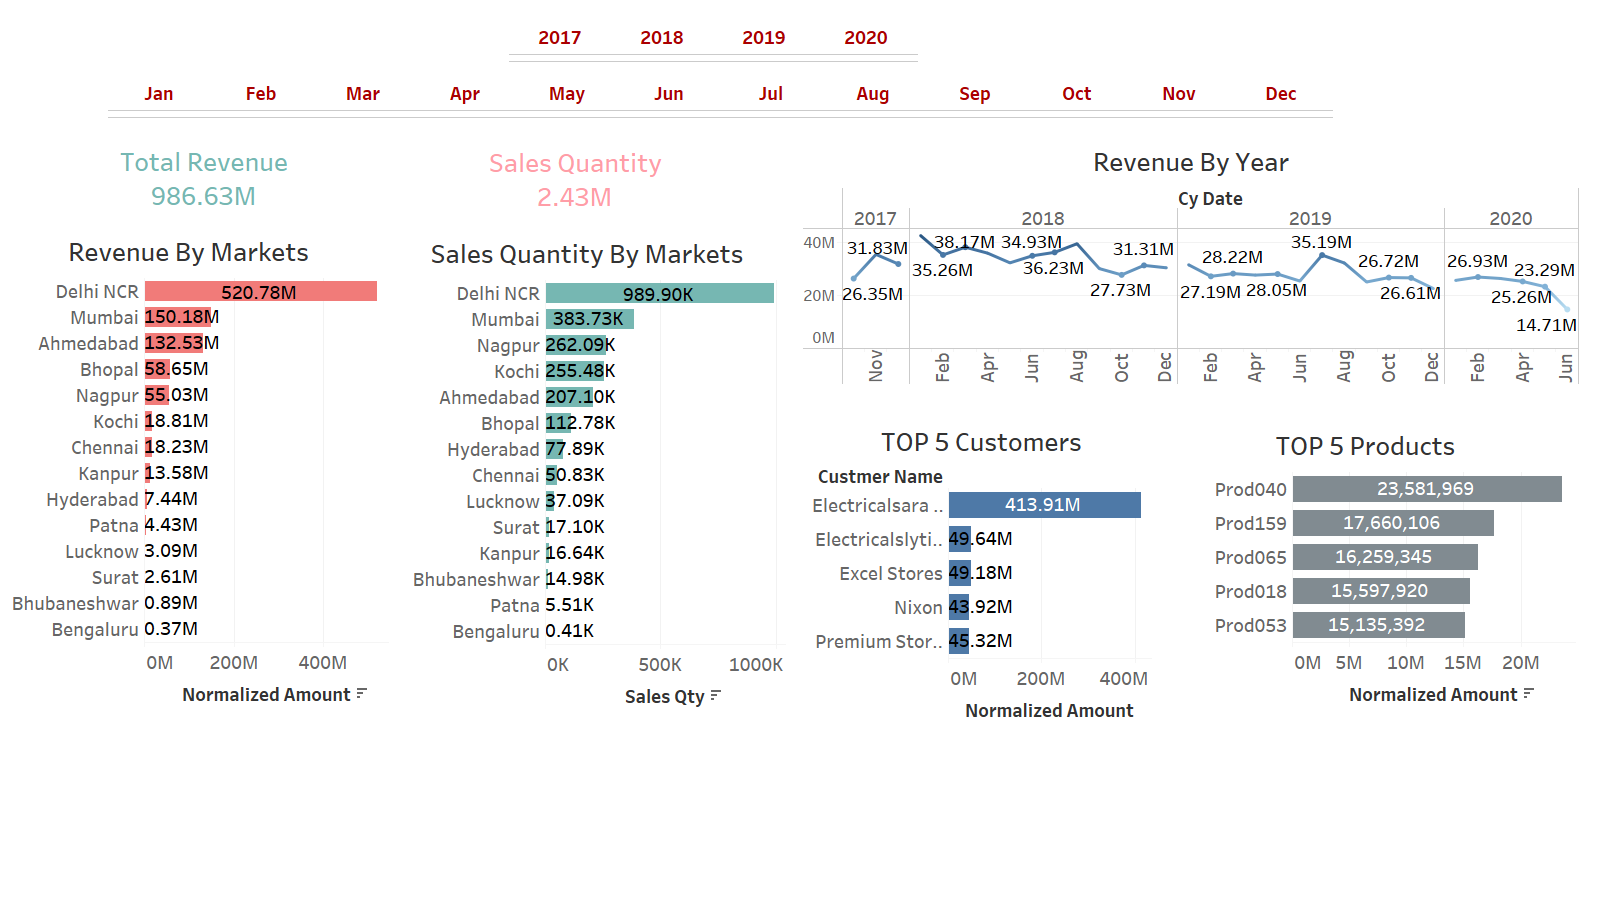 2017 2018 2019 2020
Jan Feb Mar Apr May Jun Jul Aug Sep Oct Nov Dec
Total Revenue
986.63M
Sales Quantity
2.43M
Revenue By Markets
Delhi NCR 520.78M
Mumbai 150.18M
Ahmedabad 132.53M
Bhopal 58.65M
Nagpur 55.03M
Kochi 18.81M
Chennai 18.23M
Kanpur 13.58M
Hyderabad 7.44M
Patna 4.43M
Lucknow 3.09M
Surat 2.61M
Bhubaneshwar 0.89M
Bengaluru 0.37M
0M 200M 400M
Normalized Amount
Sales Quantity By Markets
Delhi NCR 989.90K
Mumbai 383.73K
Nagpur 262.09K
Kochi 255.48K
Ahmedabad 207.10K
Bhopal 112.78K
Hyderabad 77.89K
Chennai 50.83K
Lucknow 37.09K
Surat 17.10K
Kanpur 16.64K
Bhubaneshwar 14.98K
Patna 5.51K
Bengaluru 0.41K
0K 500K 1000K
Sales Qty
Revenue By Year
Cy Date
2017 2018 2019 2020
40M
20M
0M
31.83M 38.17M 34.93M 31.31M 28.22M 35.19M 26.72M 26.93M 23.29M
26.35M 35.26M 36.23M 27.73M 27.19M 28.05M 26.61M 25.26M
14.71M
Nov Feb Apr Jun Aug Oct Dec Feb Apr Jun Aug Oct Dec Feb Apr Jun
TOP 5 Customers
Custmer Name
Electricalsara .. 413.91M
Electricalslyti.. 49.64M
Excel Stores 49.18M
Nixon 43.92M
Premium Stor.. 45.32M
0M 200M 400M
Normalized Amount
TOP 5 Products
Prod040 23,581,969
Prod159 17,660,106
Prod065 16,259,345
Prod018 15,597,920
Prod053 15,135,392
0M 5M 10M 15M 20M
Normalized Amount